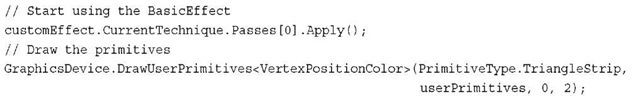 // Start using the BasicEffect
customEffect.CurrentTechnique.Passes[0].Apply();
// Draw the primitives
GraphicsDevice.DrawUserPrimitives<VertexPositionColor>(PrimitiveType.TriangleStrip,
userPrimitives, 0, 2);